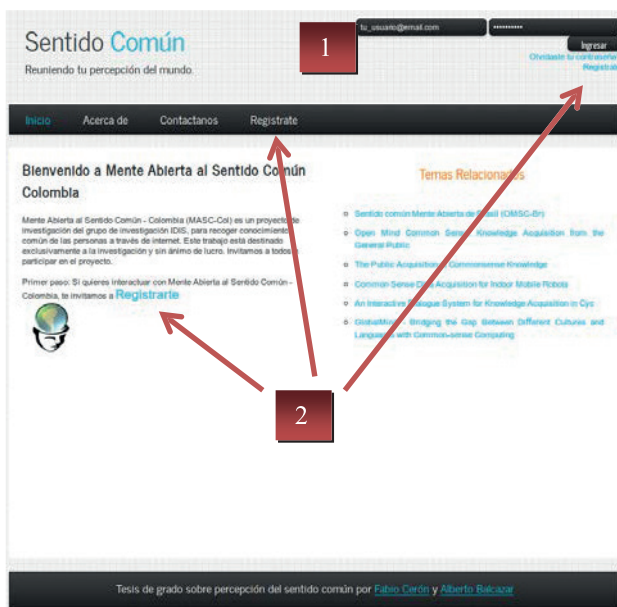 Sentido Común
Reuniendo tu percepción del mundo.
1
tu_usuario@email.com
Ingresar
Olvidaste tu contraseña
Registrate
Inicio Acerca de Contactanos Registrate
Bienvenido a Mente Abierta al Sentido Común
Colombia
Mente Abierta al Sentido Común - Colombia (MASC-Col) es un proyecto de
investigación del grupo de investigación IDIS, para recoger conocimiento
común de las personas a través de internet. Este trabajo está destinado
exclusivamente a la investigación y sin ánimo de lucro. Invitamos a todos a
participar en el proyecto.
Primer paso: Si quieres interactuar con Mente Abierta al Sentido Común -
Colombia, te invitamos a Registrarte
Temas Relacionados
Sentido común Mente Abierta de Brasil (OMSC-Br)
Open Mind Common Sense: Knowledge Acquisition from the
General Public
The Public Acquisition of Commonsense Knowledge
Common Sense Data Acquisition for Indoor Mobile Robots
An Interactive Dialogue System for Knowledge Acquisition in Cyc
GlobalMind - Bridging the Gap Between Different Cultures and
Languages with Common-sense Computing
2
Tesis de grado sobre percepción del sentido común por Fabio Cerón y Alberto Balcazar